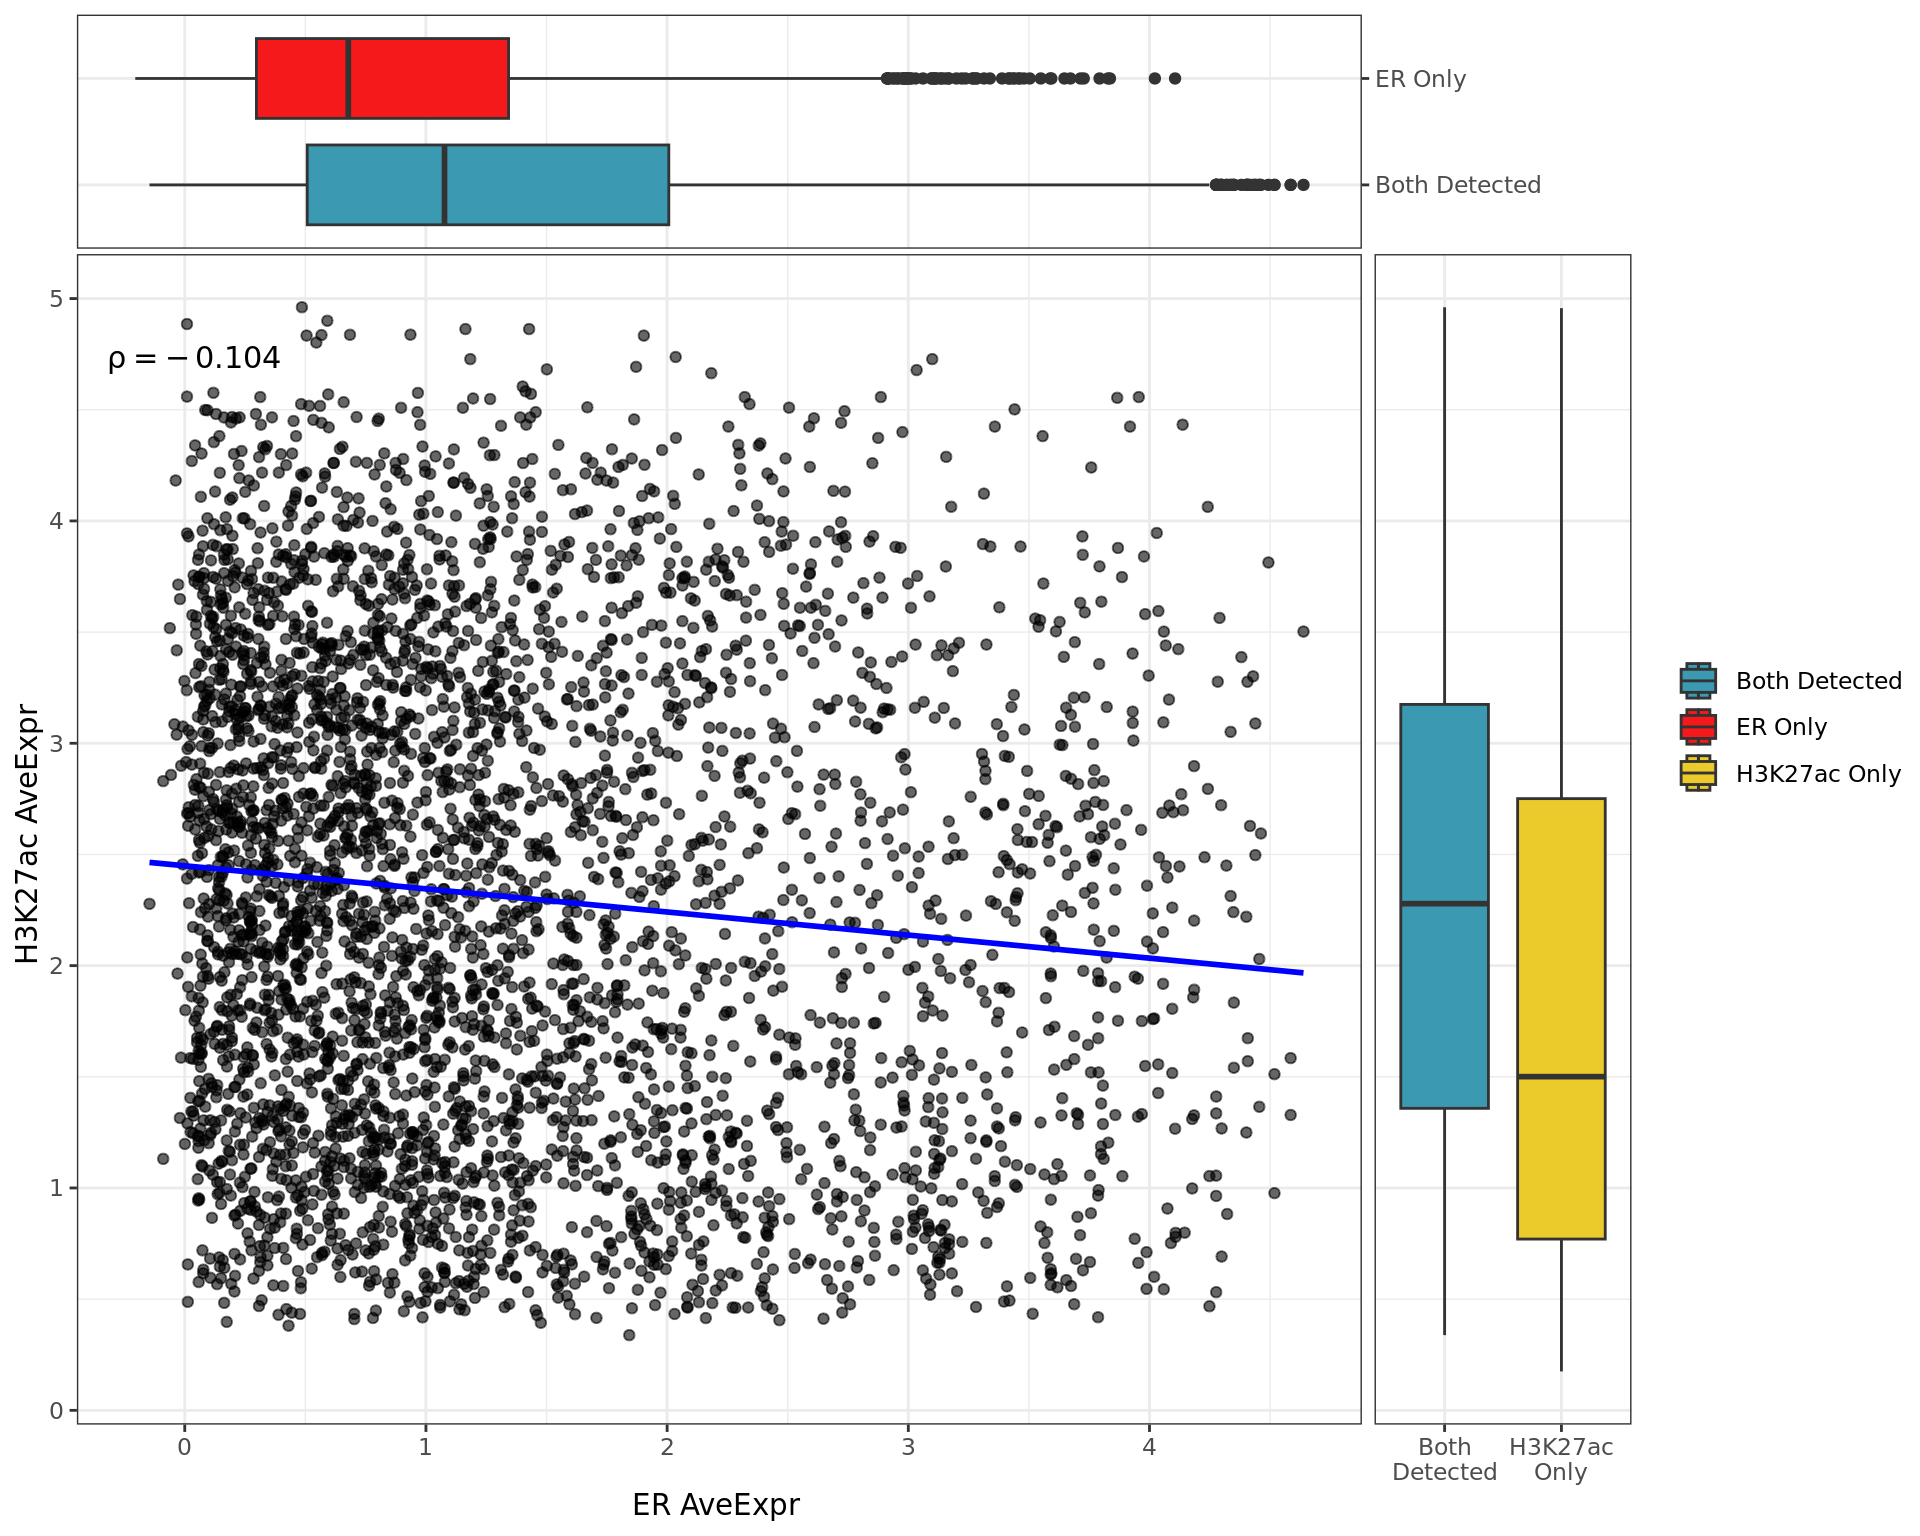 ER Only
Both Detected
5
ρ = − 0.104
4
3
2
1
0
H3K27ac AveExpr
0 1 2 3 4
ER AveExpr
Both Detected
H3K27ac Only
Both Detected
ER Only
H3K27ac Only